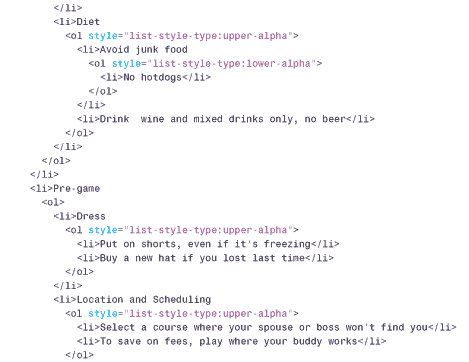 </li>
<li>Diet
<ol style="list-style-type:upper-alpha">
<li>Avoid junk food
<ol style="list-style-type:lower-alpha">
<li>No hotdogs</li>
</ol>
</li>
<li>Drink  wine and mixed drinks only, no beer</li>
</ol>
</li>
</ol>
</li>
<li>Pre-game
<ol>
<li>Dress
<ol style="list-style-type:upper-alpha">
<li>Put on shorts, even if it's freezing</li>
<li>Buy a new hat if you lost last time</li>
</ol>
</li>
<li>Location and Scheduling
<ol style="list-style-type:upper-alpha">
<li>Select a course where your spouse or boss won't find you</li>
<li>To save on fees, play where your buddy works</li>
</ol>